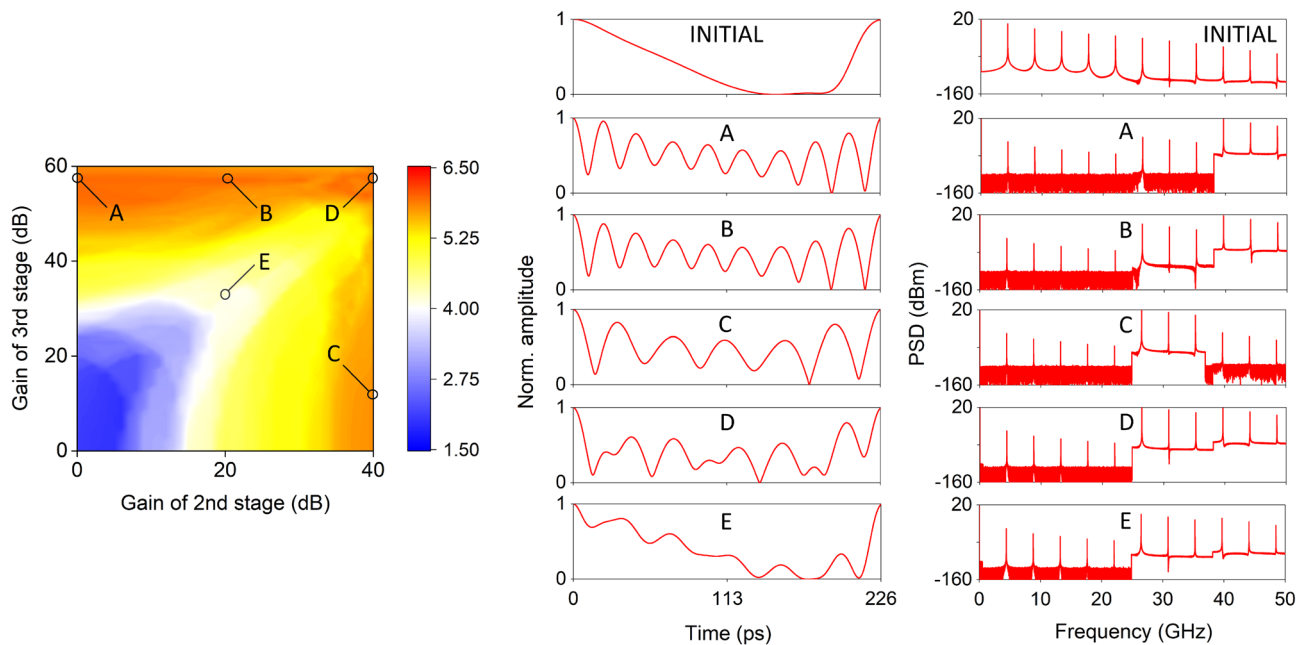 60
40
20
0
Gain of 3rd stage (dB)
0
20
40
Gain of 2nd stage (dB)
A
B
D
E
C
6.50
5.25
4.00
2.75
1.50
Norm. amplitude
1
0
INITIAL
1
0
A
1
0
B
1
0
C
1
0
D
1
0
E
0
113
226
Time (ps)
PSD (dBm)
20
-160
INITIAL
20
-160
A
20
-160
B
20
-160
C
20
-160
D
20
-160
E
0
10
20
30
40
50
Frequency (GHz)